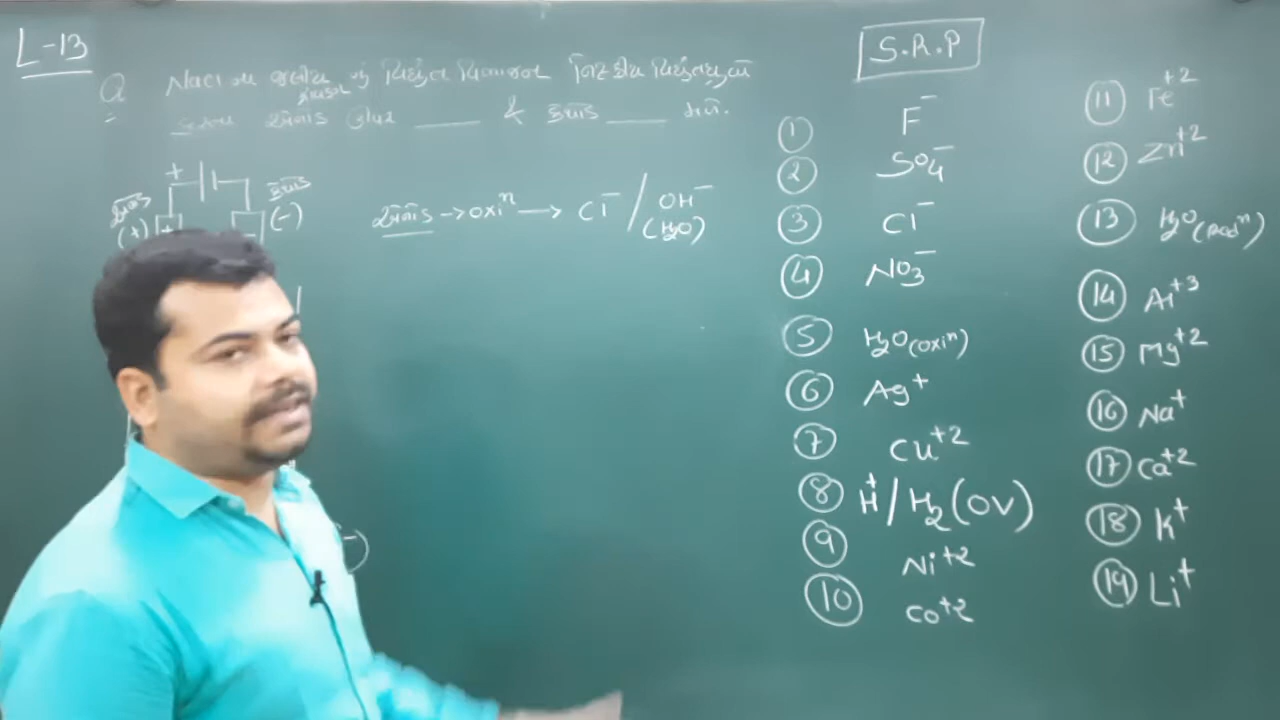 L-13
Q NaCl ના જલીય દ્રાવણ નું વિદ્યુત વિભાજન
એનોડ ઉપર ____ & કેથોડ ____ મળે.
+
એનોડ
(+)
કેથોડ
(-)
એનોડ → oxiⁿ → Cl⁻ / OH⁻
(H₂O)
S.R.P
① F⁻
② SO₄⁻
③ Cl⁻
④ NO₃⁻
⑤ H₂O (oxiⁿ)
⑥ Ag⁺
⑦ Cu⁺²
⑧ H⁺/H₂(OV)
⑨ Ni⁺²
⑩ Co⁺²
⑪ Fe⁺²
⑫ Zn⁺²
⑬ H₂O (Redⁿ)
⑭ Al⁺³
⑮ Mg⁺²
⑯ Na⁺
⑰ Ca⁺²
⑱ K⁺
⑲ Li⁺